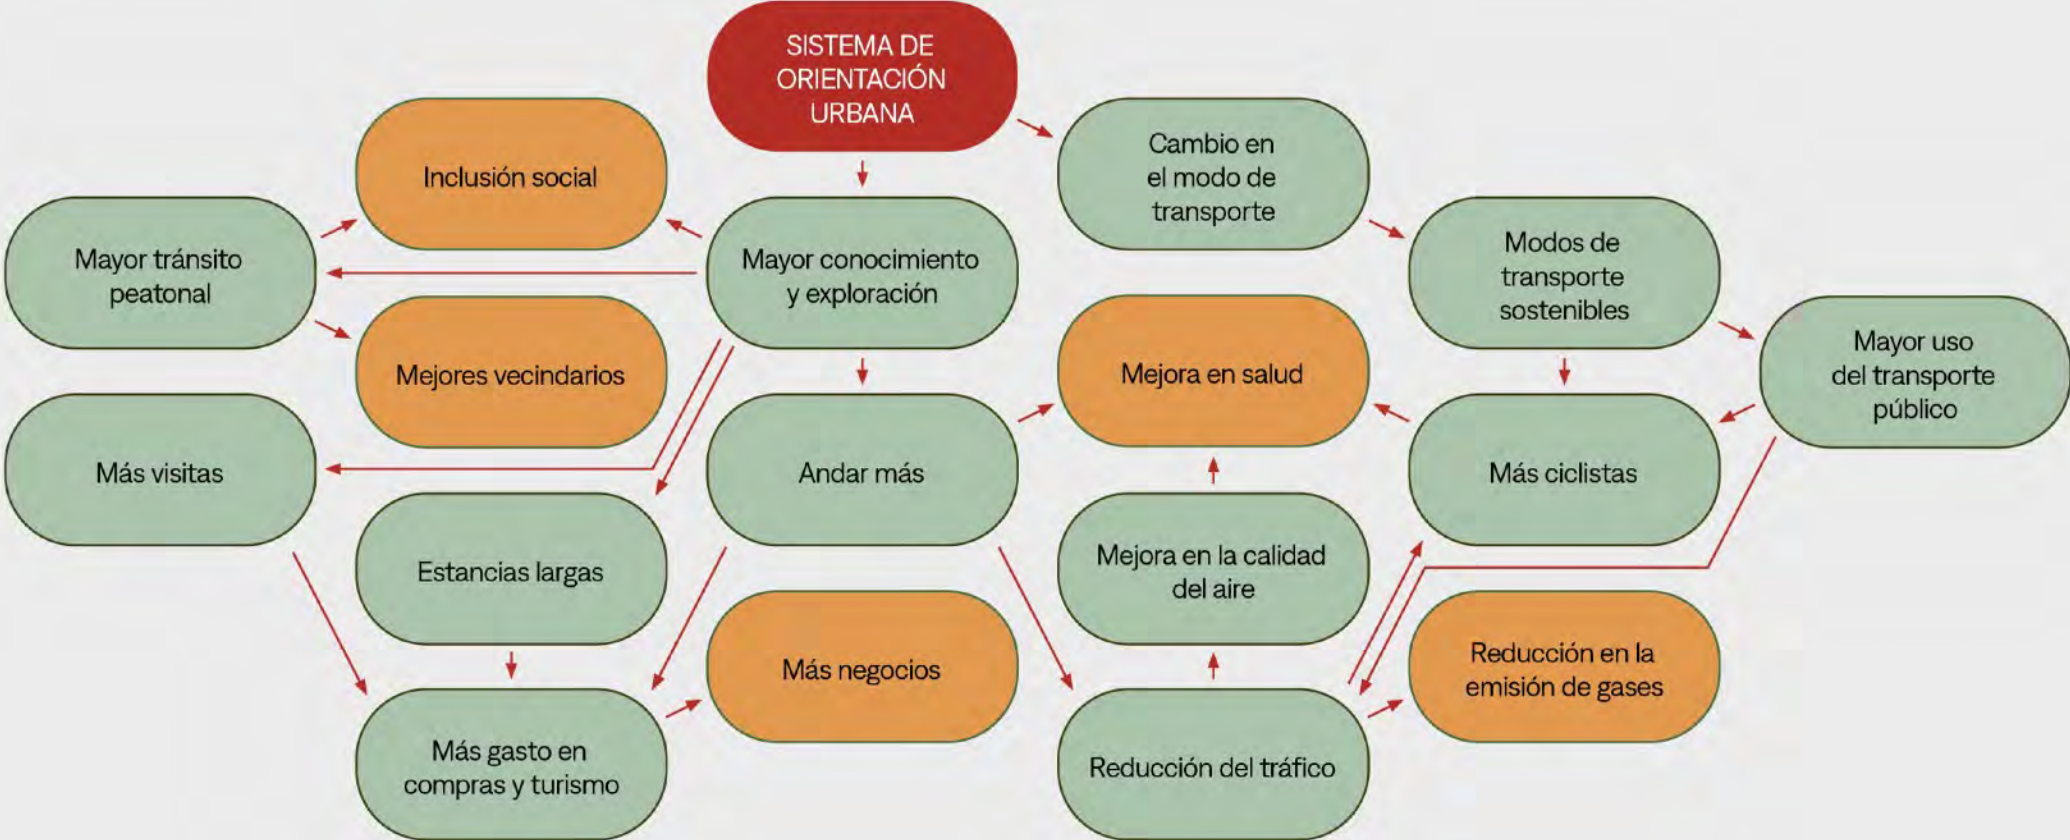 SISTEMA DE
ORIENTACIÓN
URBANA
Inclusión social
Cambio en
el modo de
transporte
Mayor tránsito
peatonal
Mayor conocimiento
y exploración
Modos de
transporte
sostenibles
Mejores vecindarios
Mejora en salud
Mayor uso
del transporte
público
Más visitas
Andar más
Más ciclistas
Estancias largas
Mejora en la calidad
del aire
Más negocios
Reducción en la
emisión de gases
Más gasto en
compras y turismo
Reducción del tráfico